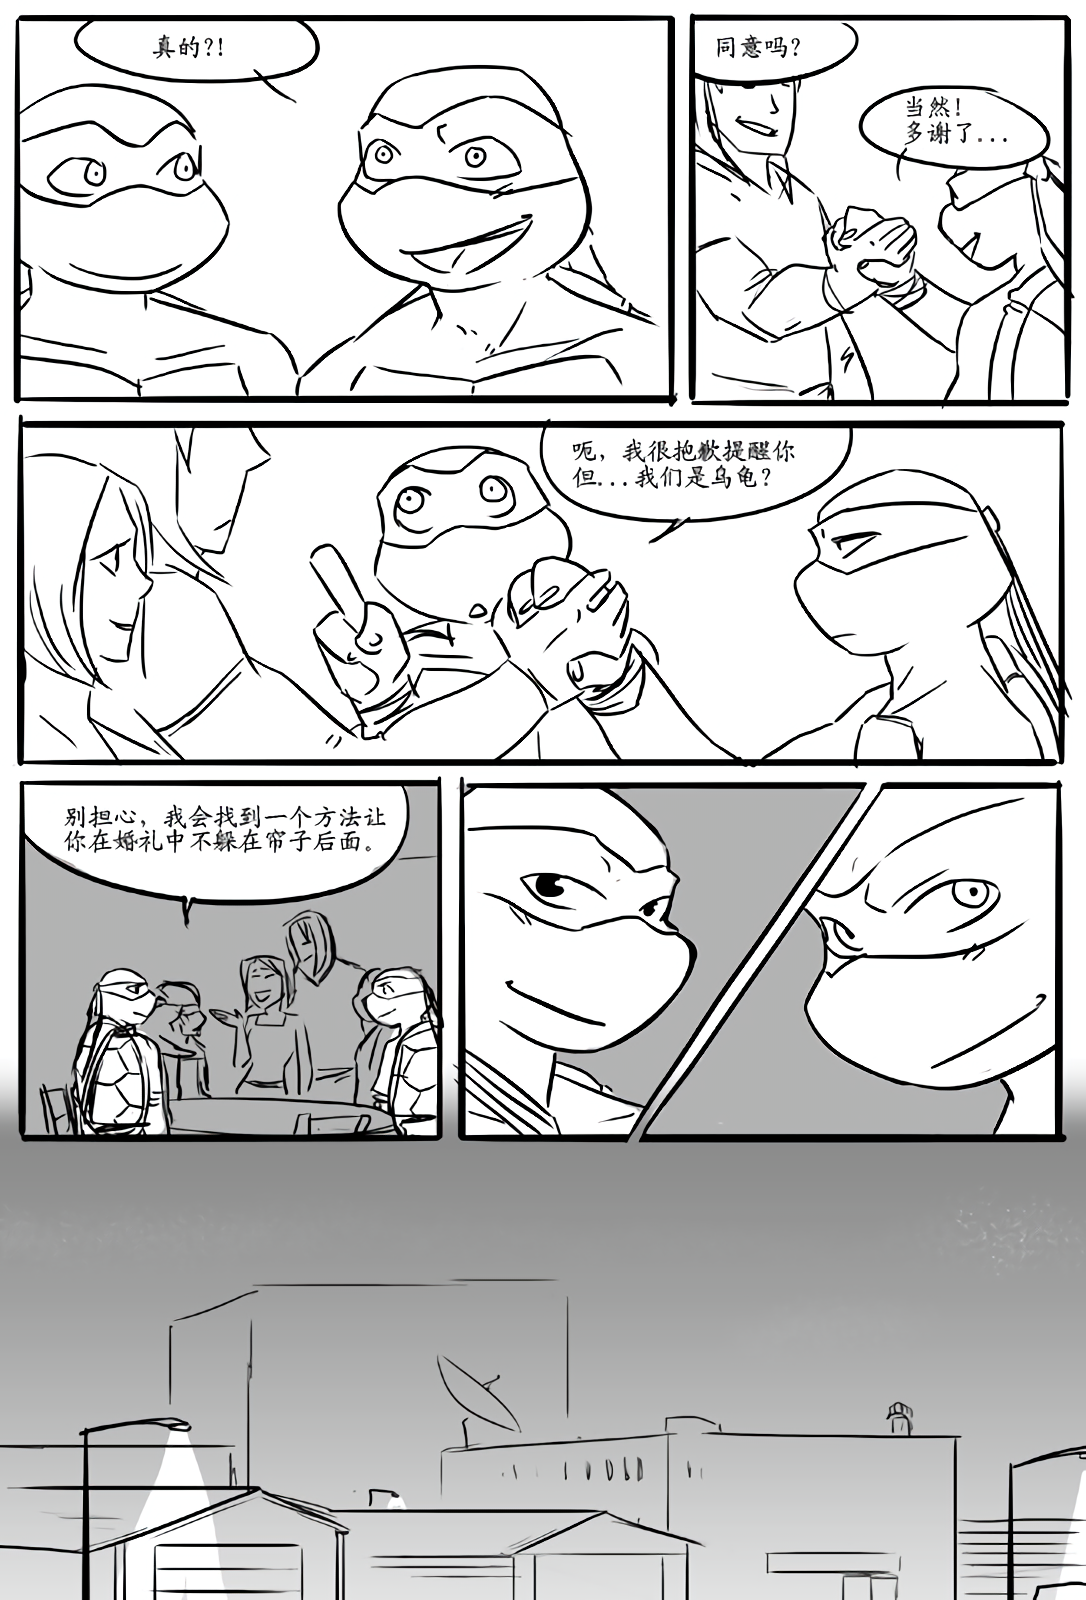 真的?!
同意吗?
当然!
多谢了...
呃，我很抱歉提醒你
但...我们是乌龟?
别担心，我会找到一个方法让
你在婚礼中不躲在帘子后面。